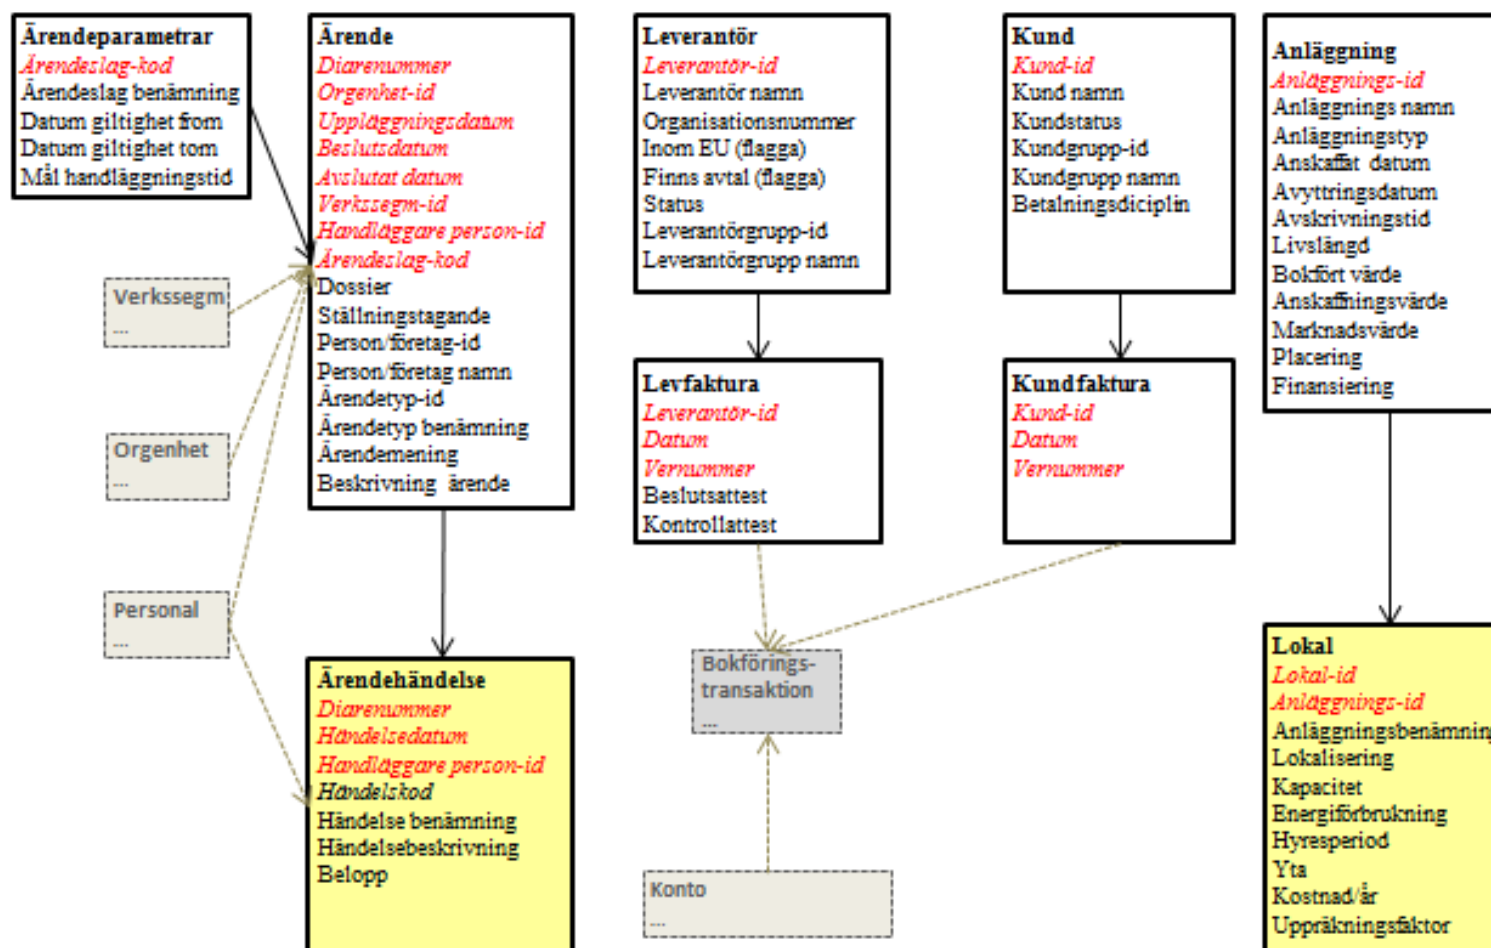 Ärendeparametrar
Ärendeslag-kod
Ärendeslag benämning
Datum giltighet from
Datum giltighet tom
Mål handläggningstid
Ärende
Diarenummer
Orgenhet-id
Uppläggningsdatum
Beslutsdatum
Avslutat datum
Verkssegm-id
Handläggare person-id
Ärendeslag-kod
Dossier
Ställningstagande
Person/företag-id
Person/företag namn
Ärendetyp-id
Ärendetyp benämning
Ärendemening
Beskrivning ärende
Leverantör
Leverantör-id
Leverantör namn
Organisationsnummer
Inom EU (flagga)
Finns avtal (flagga)
Status
Leverantörgrupp-id
Leverantörgrupp namn
Kund
Kund-id
Kund namn
Kundstatus
Kundgrupp-id
Kundgrupp namn
Betalningsdiciplin
Anläggning
Anläggnings-id
Anläggnings namn
Anläggningstyp
Anskaffat datum
Avyttringsdatum
Avskrivningstid
Livslängd
Bokfört värde
Anskaffningsvärde
Marknadsvärde
Placering
Finansiering
Verkssegm
...
Orgenhet
...
Personal
...
Levfaktura
Leverantör-id
Datum
Vernummer
Beslutsattest
Kontrollattest
Kundfaktura
Kund-id
Datum
Vernummer
Ärendehändelse
Diarenummer
Händelsedatum
Handläggare person-id
Händelskod
Händelse benämning
Händelsebeskrivning
Belopp
Bokförings-
transaktion
...
Konto
...
Lokal
Lokal-id
Anläggnings-id
Anläggningsbenämning
Lokalisering
Kapacitet
Energiförbrukning
Hyresperiod
Yta
Kostnad/år
Uppräkningsfaktor